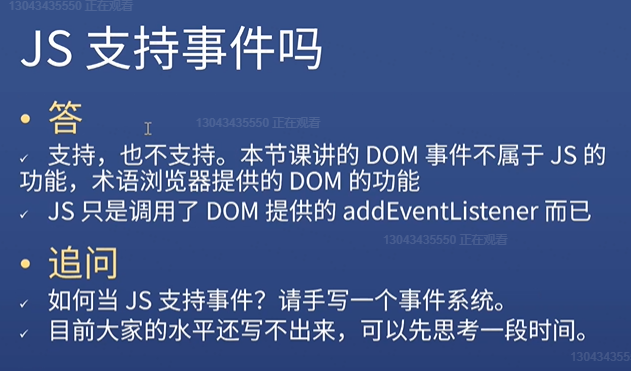 13043435550 正在观看
JS 支持事件吗
• 答
13043435550 正在观看
✓ 支持，也不支持。本节课讲的 DOM 事件不属于 JS 的
功能，术语浏览器提供的 DOM 的功能
✓ JS 只是调用了 DOM 提供的 addEventListener 而已
13043435550 正在观看
• 追问
✓ 如何当 JS 支持事件？请手写一个事件系统。
✓ 目前大家的水平还写不出来，可以先思考一段时间。
1304343555